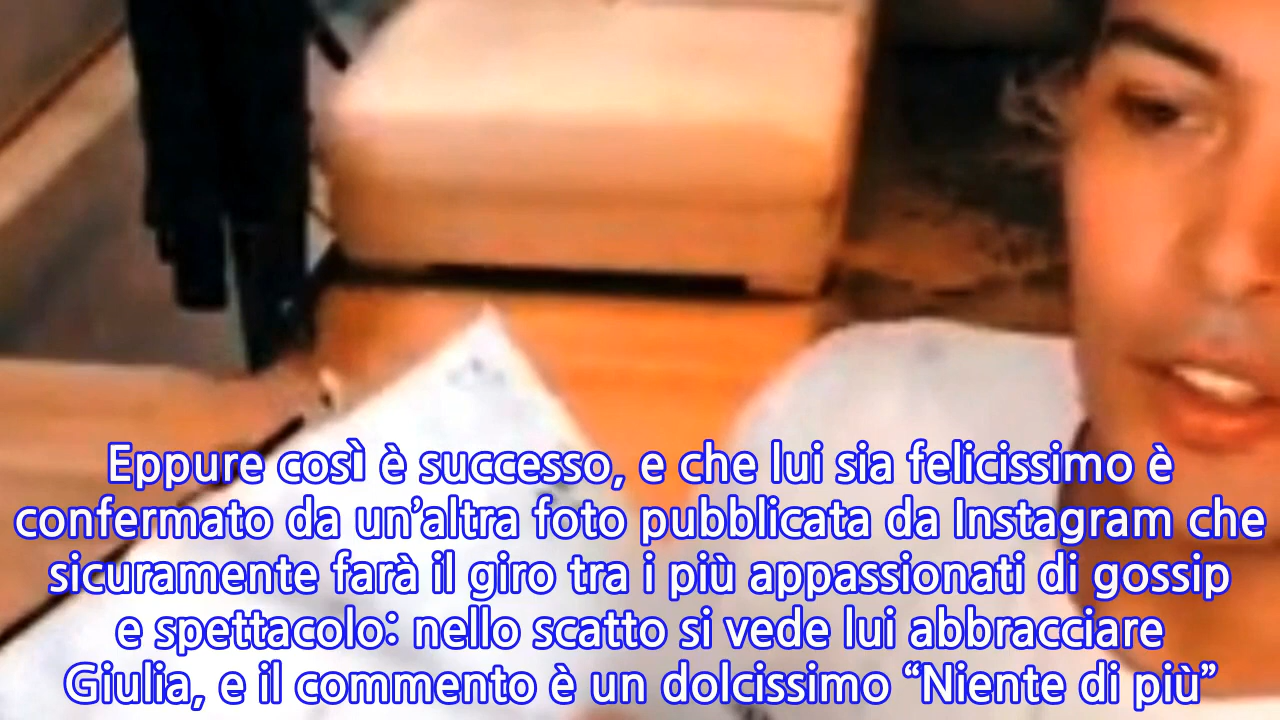 Eppure così è successo, e che lui sia felicissimo è
confermato da un’altra foto pubblicata da Instagram che
sicuramente farà il giro tra i più appassionati di gossip
e spettacolo: nello scatto si vede lui abbracciare
Giulia, e il commento è un dolcissimo “Niente di più”